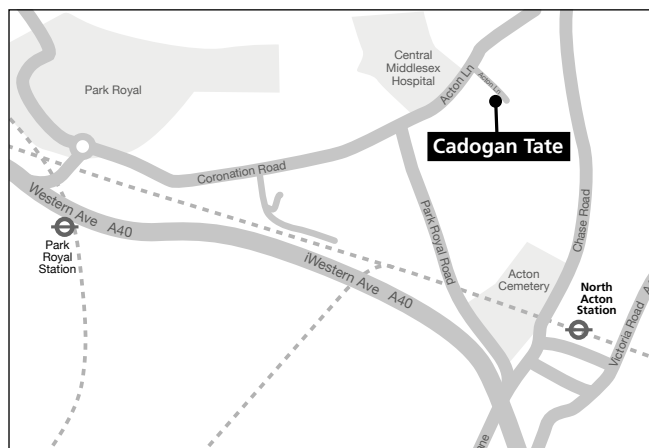 Park Royal
Central
Middlesex
Hospital
Acton Ln
Acton Ln
Cadogan Tate
Coronation Road
Western Ave A40
Park
Royal
Station
iWestern Ave A40
Park Royal Road
Chase Road
Acton
Cemetery
North
Acton
Station
Victoria Road